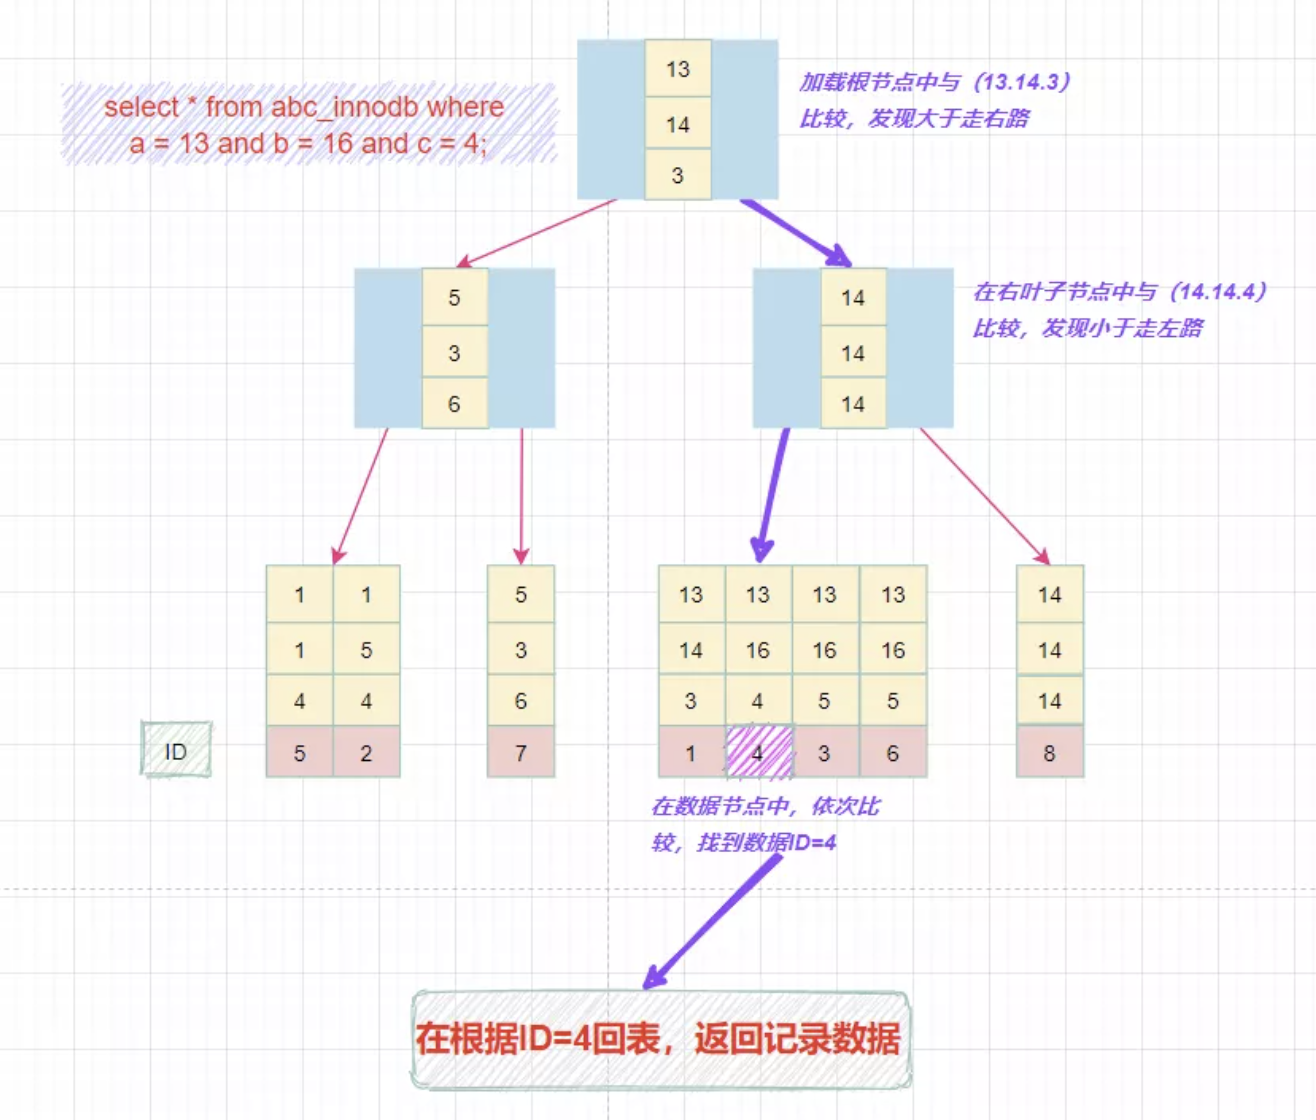 select * from abc_innodb where
a = 13 and b = 16 and c = 4;
13
14
3
加载根节点中与（13.14.3）
比较，发现大于走右路
5
3
6
14
14
14
在右叶子节点中与（14.14.4）
比较，发现小于走左路
1 1
1 5
4 4
5 2
5
3
6
7
13 13 13 13
14 16 16 16
3 4 5 5
1 4 3 6
14
14
14
8
ID
在数据节点中，依次比
较，找到数据ID=4
在根据ID=4回表，返回记录数据